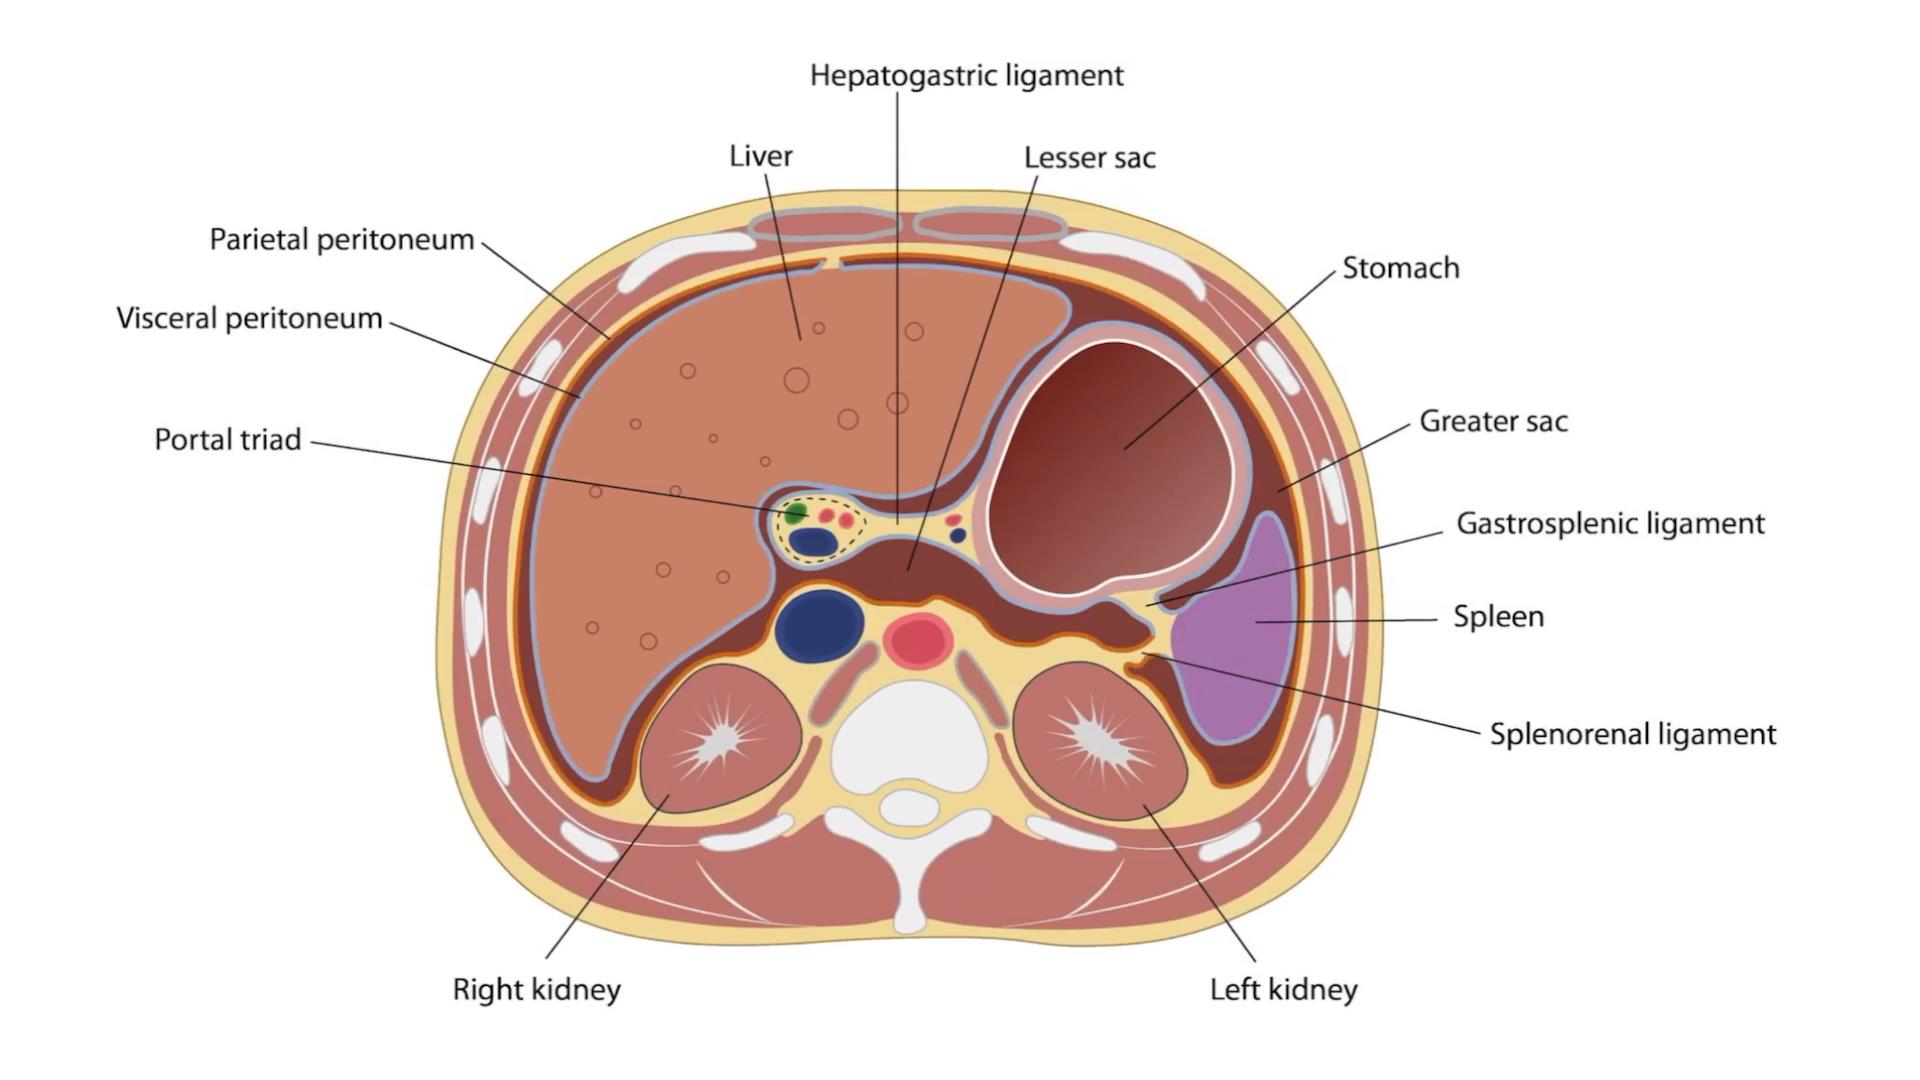 Hepatogastric ligament
Liver
Lesser sac
Parietal peritoneum
Stomach
Visceral peritoneum
Greater sac
Portal triad
Gastrosplenic ligament
Spleen
Splenorenal ligament
Right kidney
Left kidney